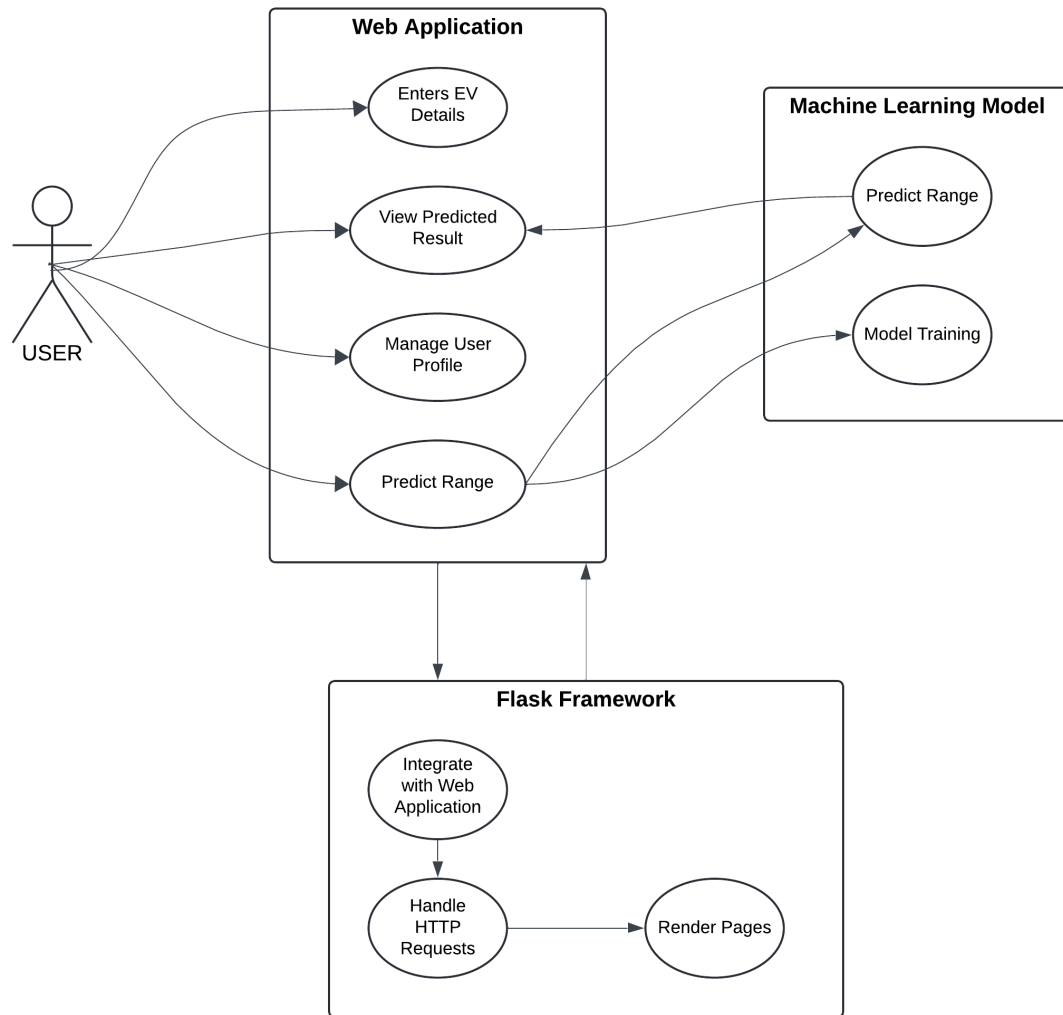 Web Application
Enters EV
Details
View Predicted
Result
Manage User
Profile
Predict Range
USER
Machine Learning Model
Predict Range
Model Training
Flask Framework
Integrate
with Web
Application
Handle
HTTP
Requests
Render Pages